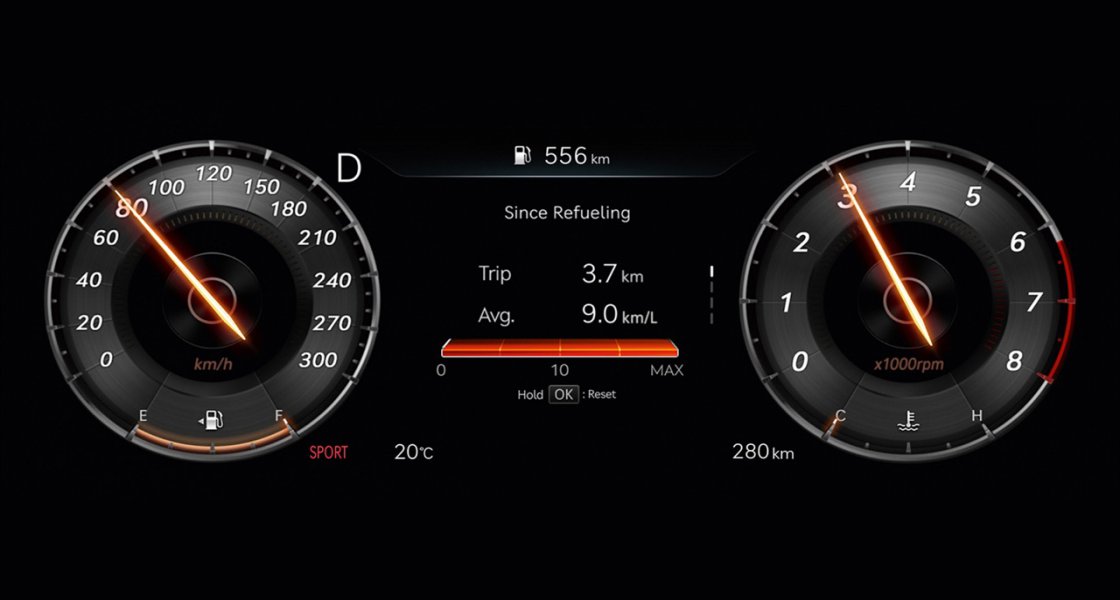 0
20
40
60
80
100
120
150
180
210
240
270
300
km/h
E
F
D
SPORT
556 km
Since Refueling
Trip 3.7 km
Avg. 9.0 km/L
0 10 MAX
Hold OK : Reset
20°C
280 km
0
1
2
3
4
5
6
7
8
x1000rpm
C
H